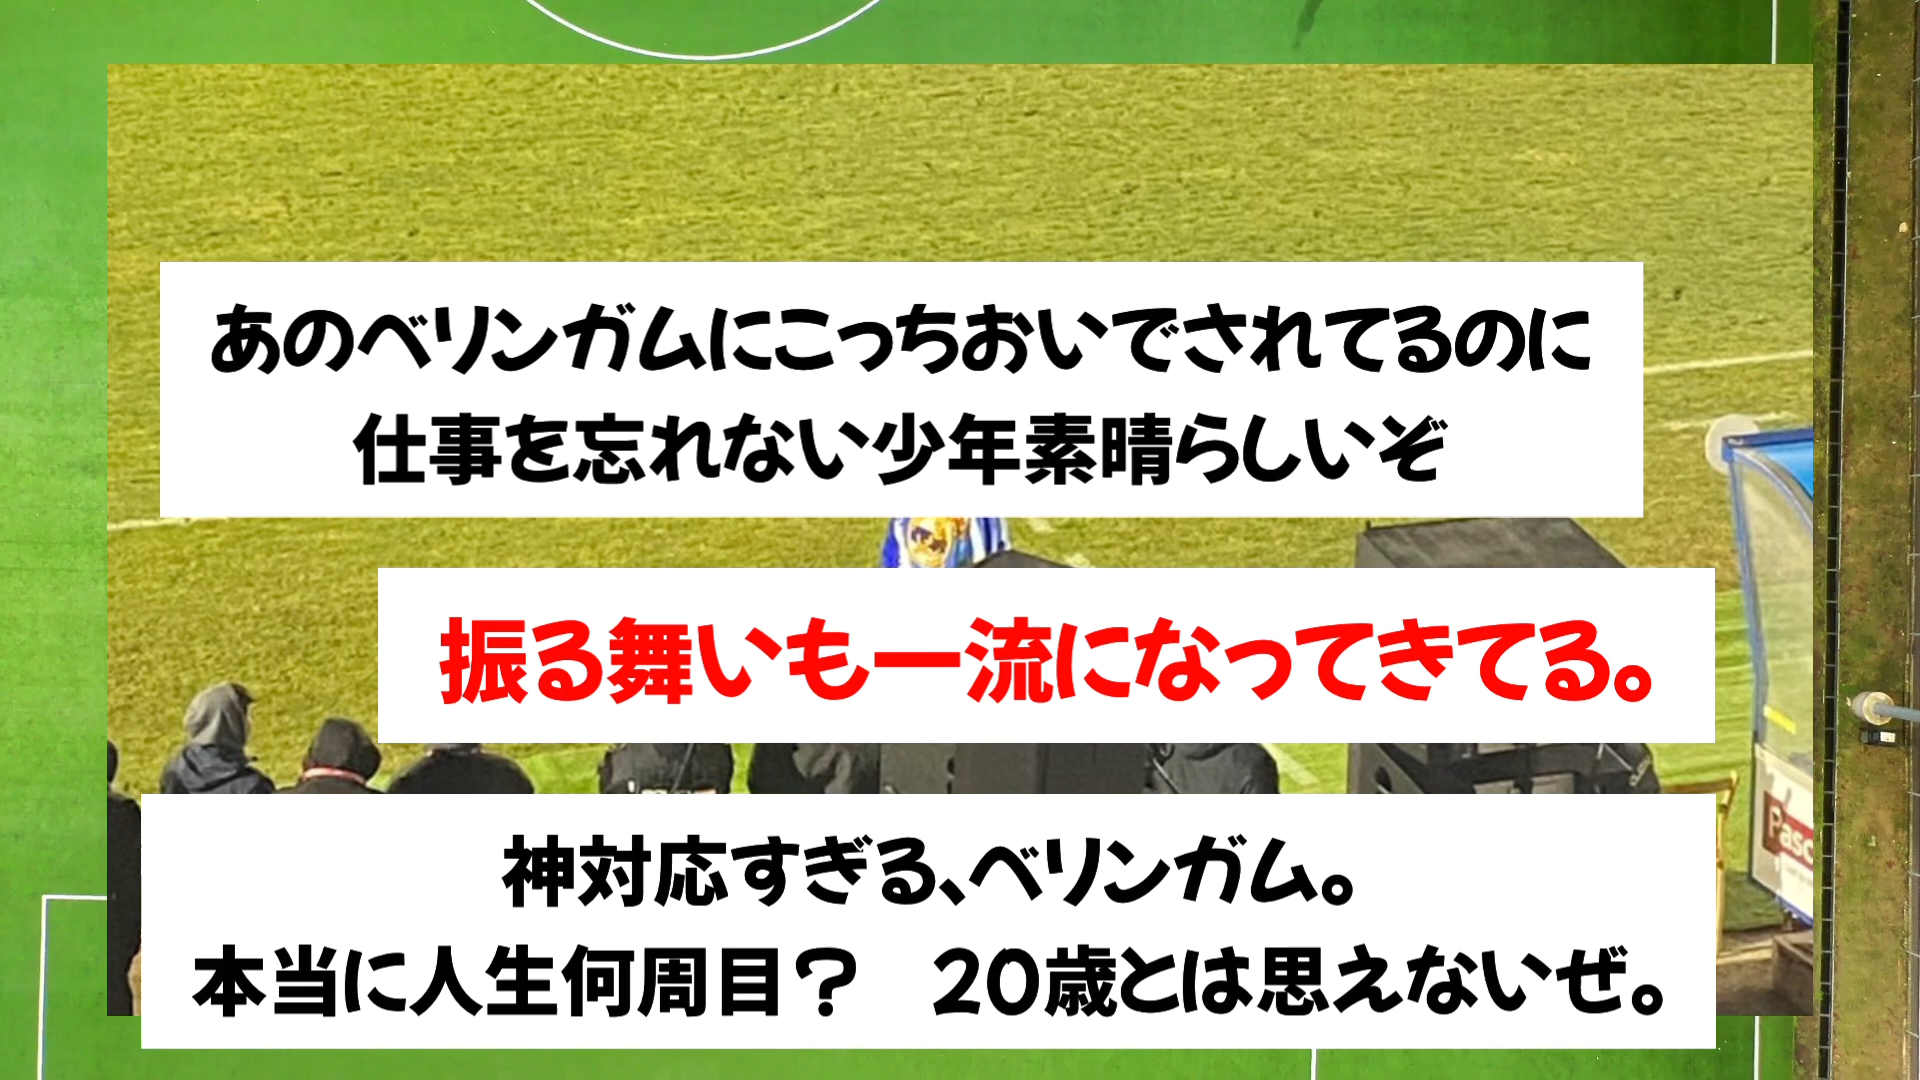 あのベリンガムにこっちおいでされてるのに
仕事を忘れない少年素晴らしいぞ
振る舞いも一流になってきてる。
神対応すぎる、ベリンガム。
本当に人生何周目？　20歳とは思えないぜ。